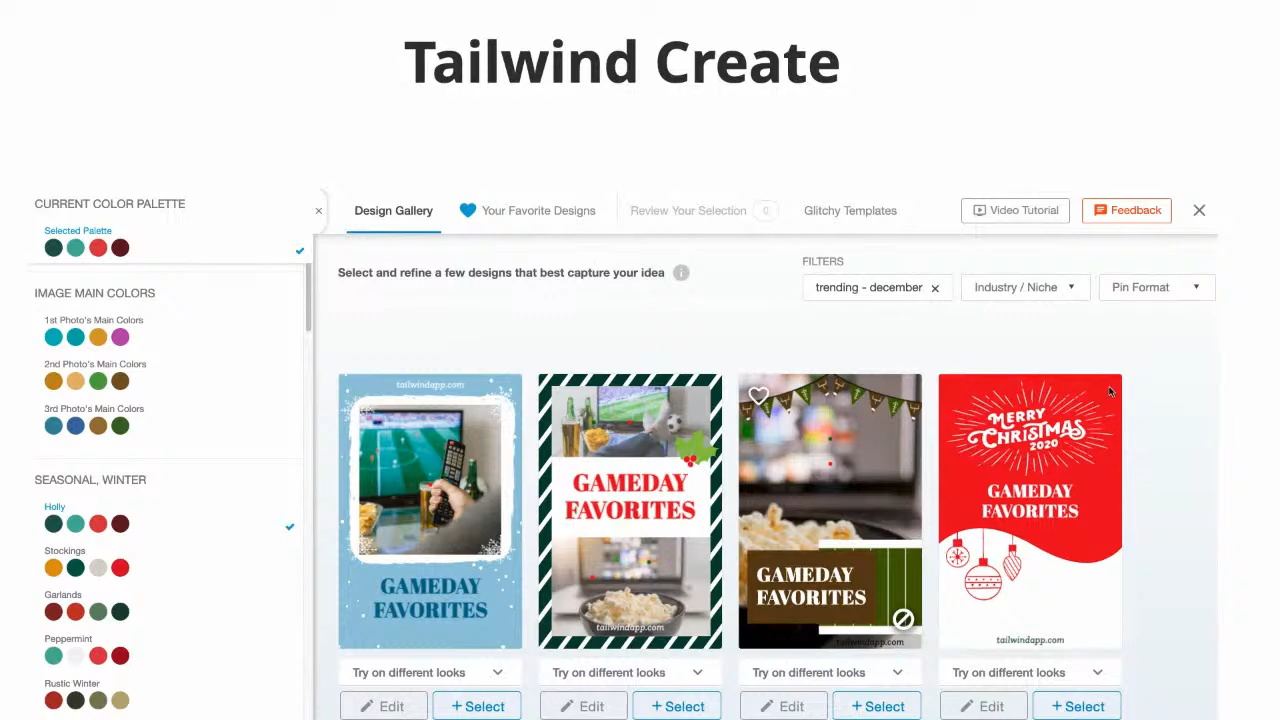 Tailwind Create
CURRENT COLOR PALETTE
Selected Palette
IMAGE MAIN COLORS
1st Photo's Main Colors
2nd Photo's Main Colors
3rd Photo's Main Colors
SEASONAL, WINTER
Holly
Stockings
Garlands
Peppermint
Rustic Winter
Design Gallery
Your Favorite Designs
Review Your Selection 0
Glitchy Templates
Video Tutorial
Feedback
Select and refine a few designs that best capture your idea
FILTERS
trending - december
Industry / Niche
Pin Format
tailwindapp.com
GAMEDAY
FAVORITES
GAMEDAY
FAVORITES
tailwindapp.com
GAMEDAY
FAVORITES
tailwindapp.com
MERRY
CHRISTMAS
2020
GAMEDAY
FAVORITES
tailwindapp.com
Try on different looks
Try on different looks
Try on different looks
Try on different looks
Edit
+ Select
Edit
+ Select
Edit
+ Select
Edit
+ Select